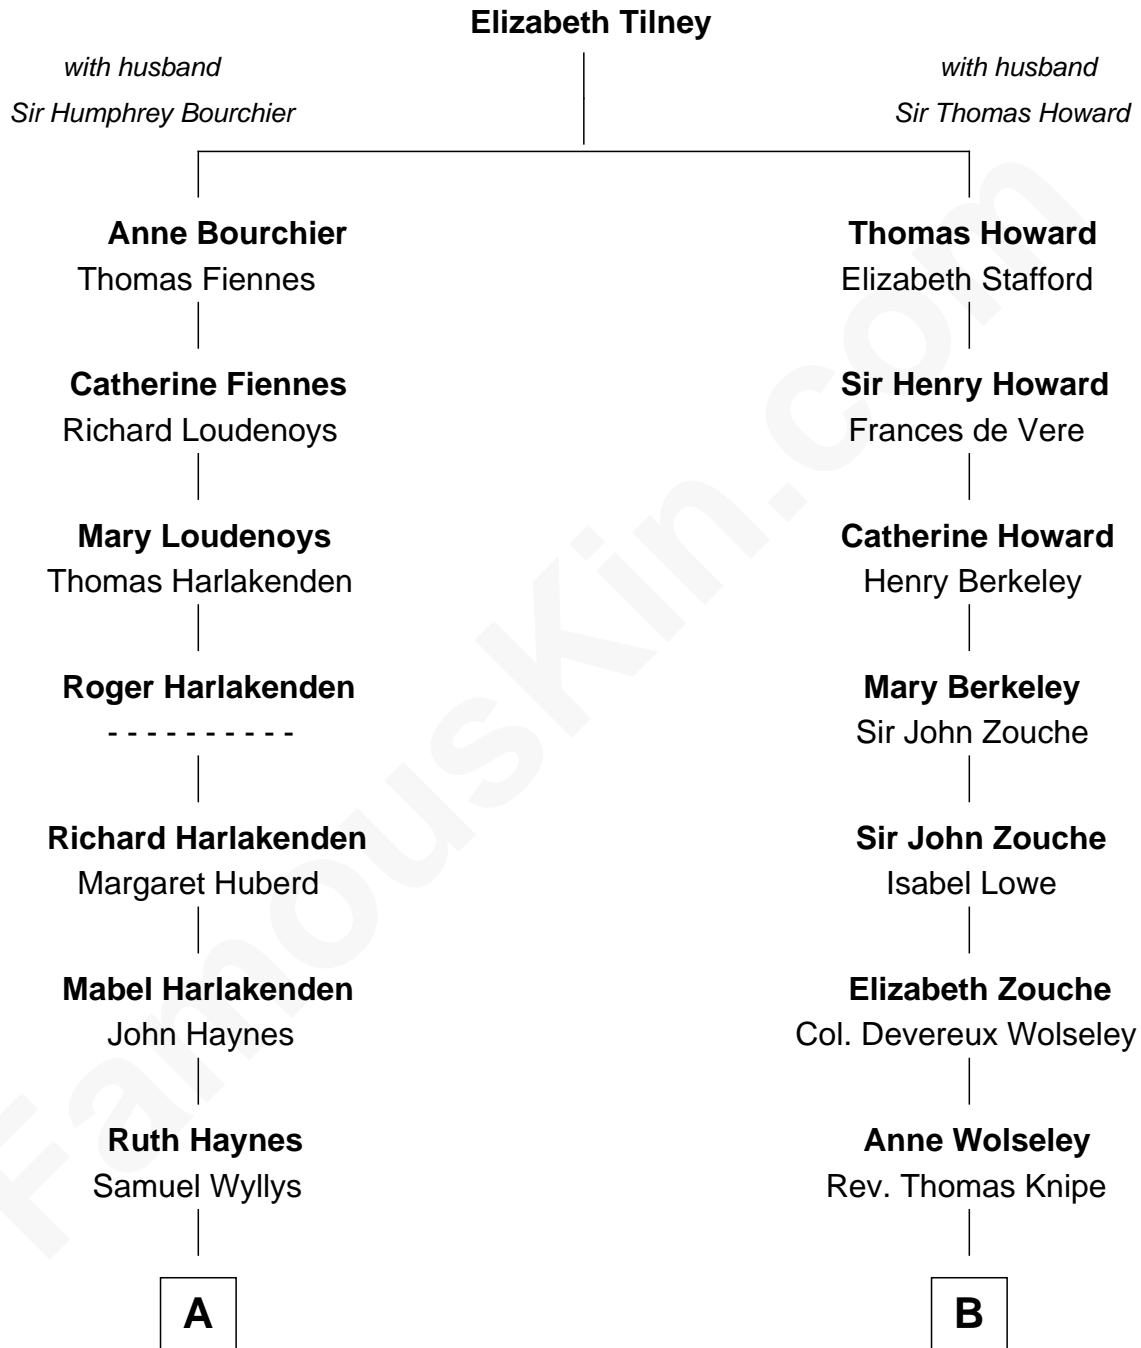 Elizabeth Tilney
with husband
Sir Humphrey Bourchier
with husband
Sir Thomas Howard
Anne Bourchier
Thomas Fiennes
Catherine Fiennes
Richard Loudenoys
Mary Loudenoys
Thomas Harlakenden
Roger Harlakenden
- - - - - - - - - -
Richard Harlakenden
Margaret Huberd
Mabel Harlakenden
John Haynes
Ruth Haynes
Samuel Wyllys
A
Thomas Howard
Elizabeth Stafford
Sir Henry Howard
Frances de Vere
Catherine Howard
Henry Berkeley
Mary Berkeley
Sir John Zouche
Sir John Zouche
Isabel Lowe
Elizabeth Zouche
Col. Devereux Wolseley
Anne Wolseley
Rev. Thomas Knipe
B
FamousKin.com